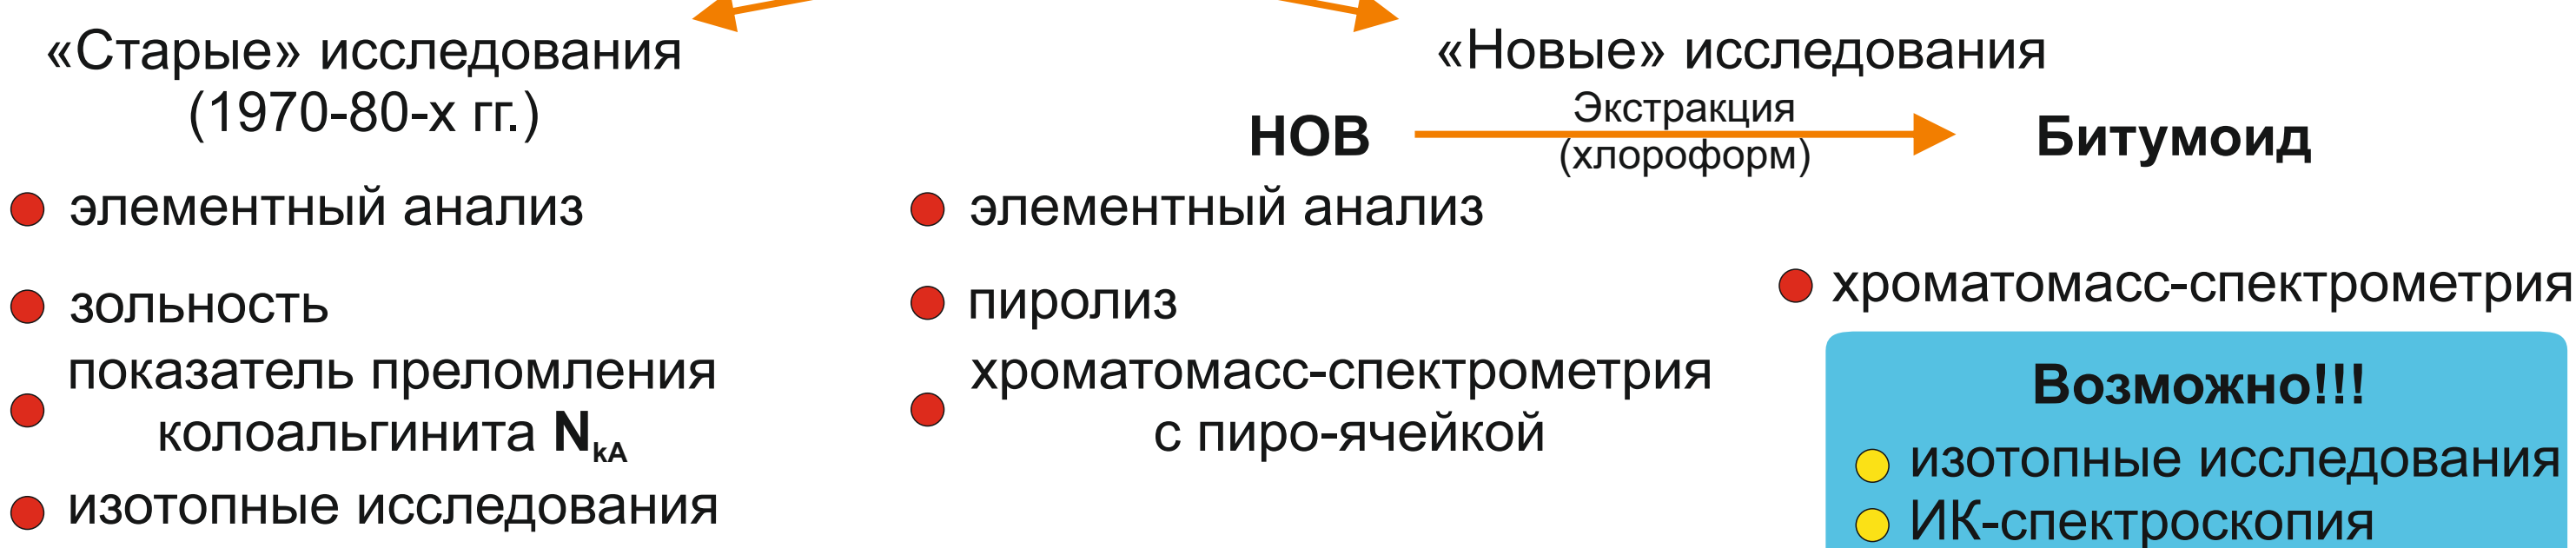 «Старые» исследования
(1970-80-х гг.)
элементный анализ
зольность
показатель преломления
колоальгинита NkA
изотопные исследования
«Новые» исследования
НОВ
Экстракция
(хлороформ)
Битумоид
элементный анализ
пиролиз
хроматомасс-спектрометрия
с пиро-ячейкой
хроматомасс-спектрометрия
Возможно!!!
изотопные исследования
ИК-спектроскопия